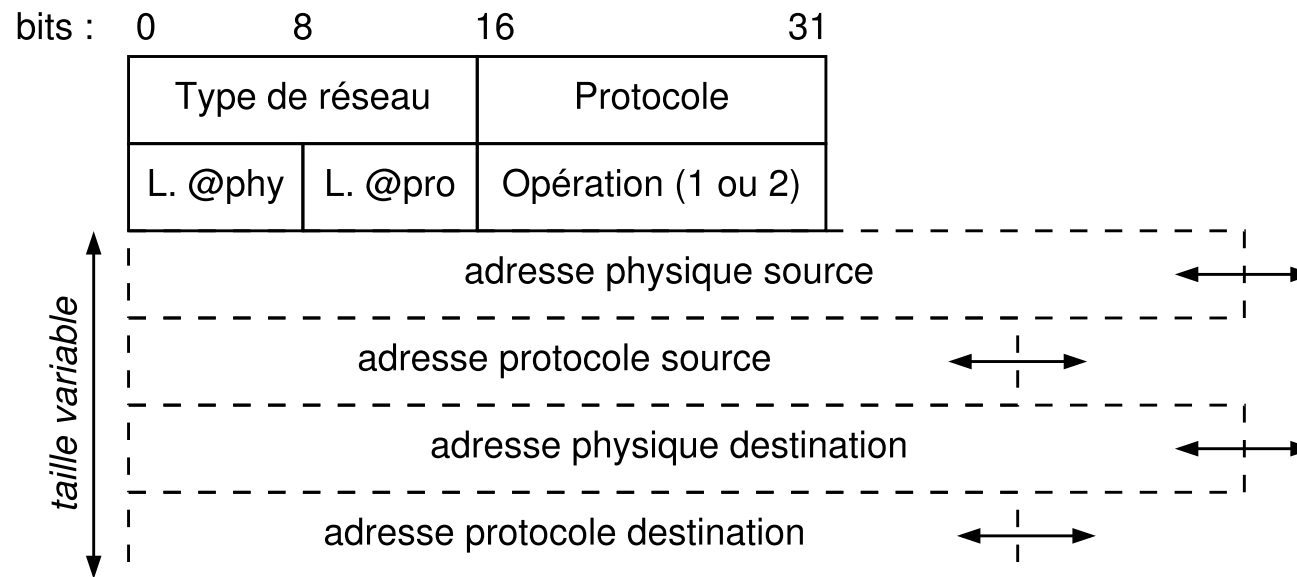 bits : 0 8 16 31
Type de réseau Protocole
L. @phy L. @pro Opération (1 ou 2)
adresse physique source
adresse protocole source
adresse physique destination
adresse protocole destination
taille variable